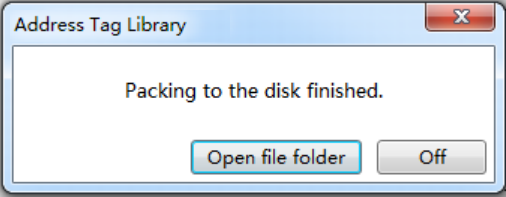 Address Tag Library
Packing to the disk finished.
Open file folder
Off